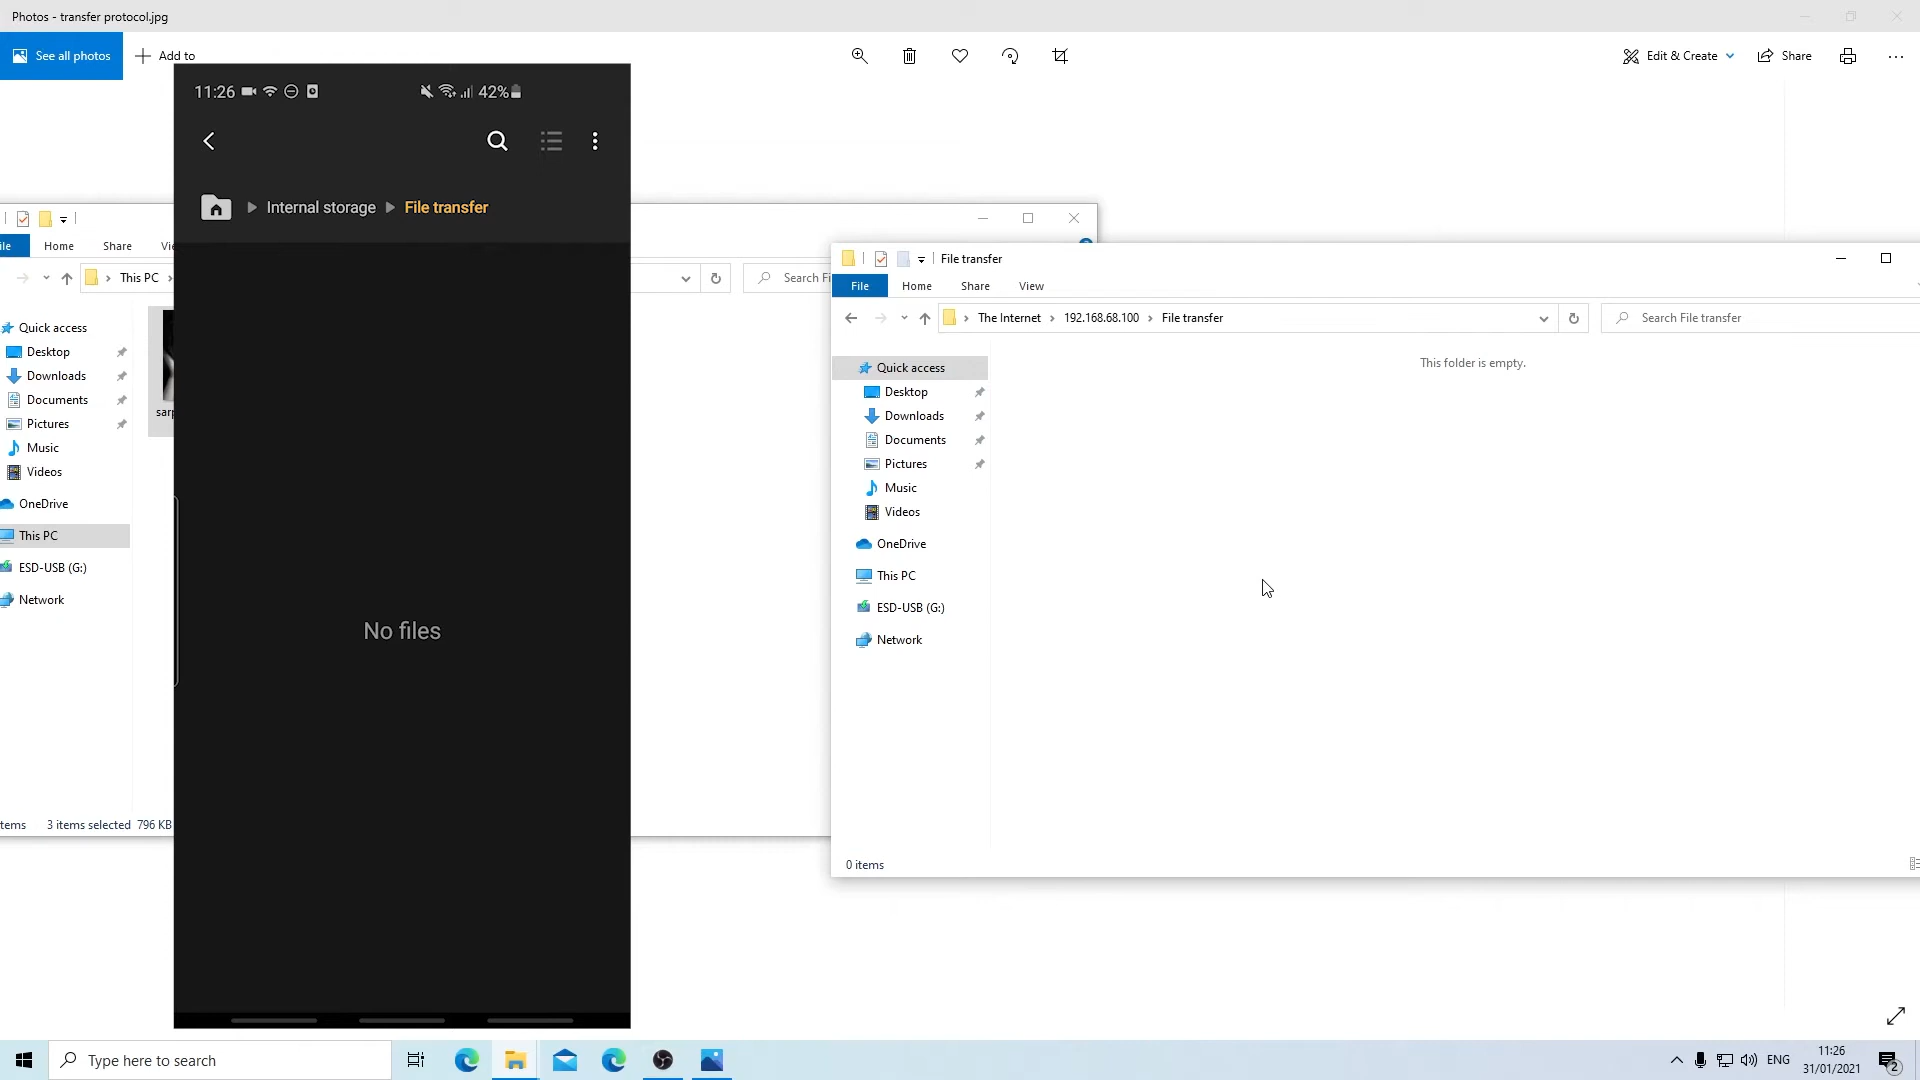 Photos - transfer protocol.jpg
See all photos
Add to
Edit & Create
Share
11:26
42%
Internal storage
File transfer
No files
Home
Share
This PC
Quick access
Desktop
Downloads
Documents
Pictures
Music
Videos
OneDrive
This PC
ESD-USB (G:)
Network
3 items selected 796 KB
File transfer
File
Home
Share
View
The Internet
192.168.68.100
File transfer
Search File transfer
This folder is empty.
Quick access
Desktop
Downloads
Documents
Pictures
Music
Videos
OneDrive
This PC
ESD-USB (G:)
Network
0 items
Type here to search
ENG
11:26
31/01/2021
2